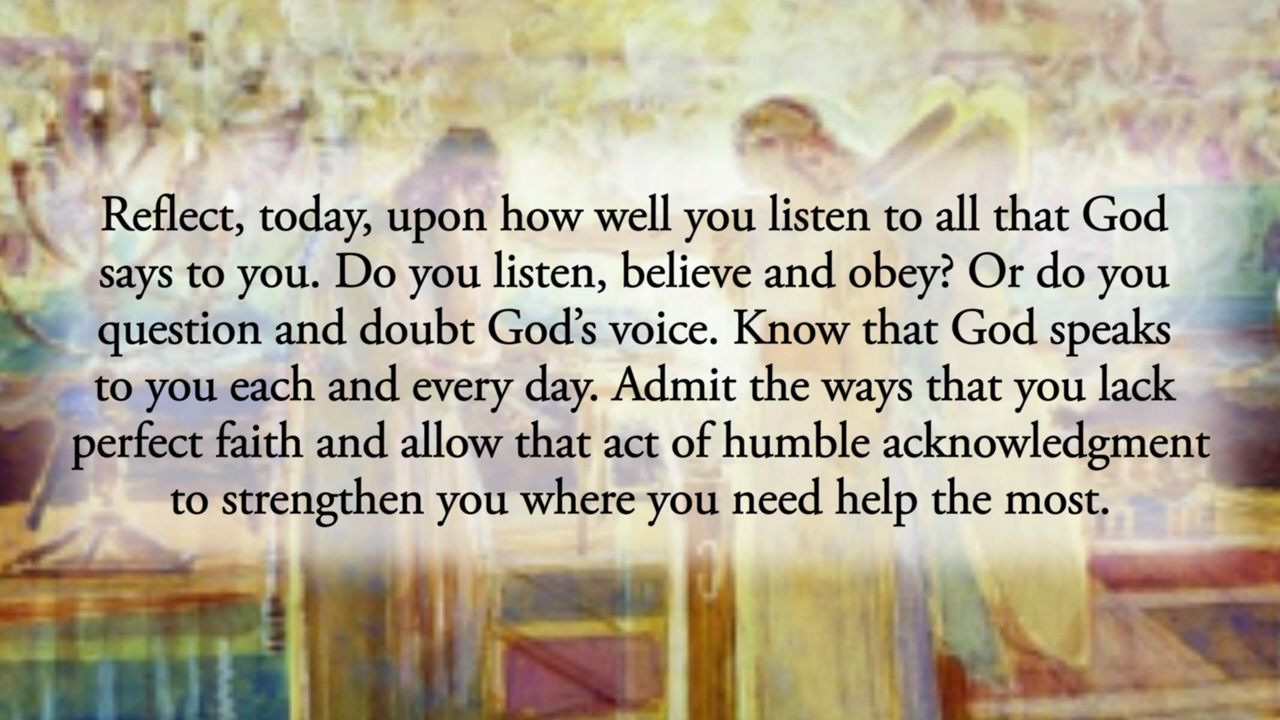 Reflect, today, upon how well you listen to all that God
says to you. Do you listen, believe and obey? Or do you
question and doubt God’s voice. Know that God speaks
to you each and every day. Admit the ways that you lack
perfect faith and allow that act of humble acknowledgment
to strengthen you where you need help the most.